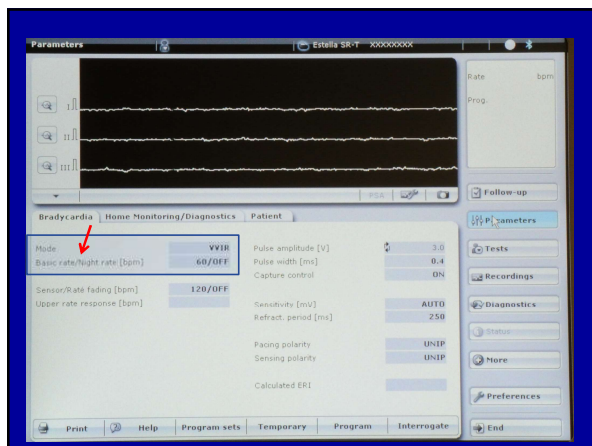 Parameters Estella SR-T XXXXXXXX
Rate bpm
Prog.
I
II
III
PSA
Follow-up
Bradycardia Home Monitoring/Diagnostics Patient
Parameters
Mode VVIR Pulse amplitude [V] 3.0
Basic rate/Night rate [bpm] 60/OFF Pulse width [ms] 0.4
Capture control ON
Tests
Sensor/Rate fading [bpm] 120/OFF
Recordings
Upper rate response [bpm] Sensitivity [mV] AUTO
Refract. period [ms] 250
Diagnostics
Pacing polarity UNIP
Status
Sensing polarity UNIP
More
Calculated ERI
Preferences
Print Help Program sets Temporary Program Interrogate End